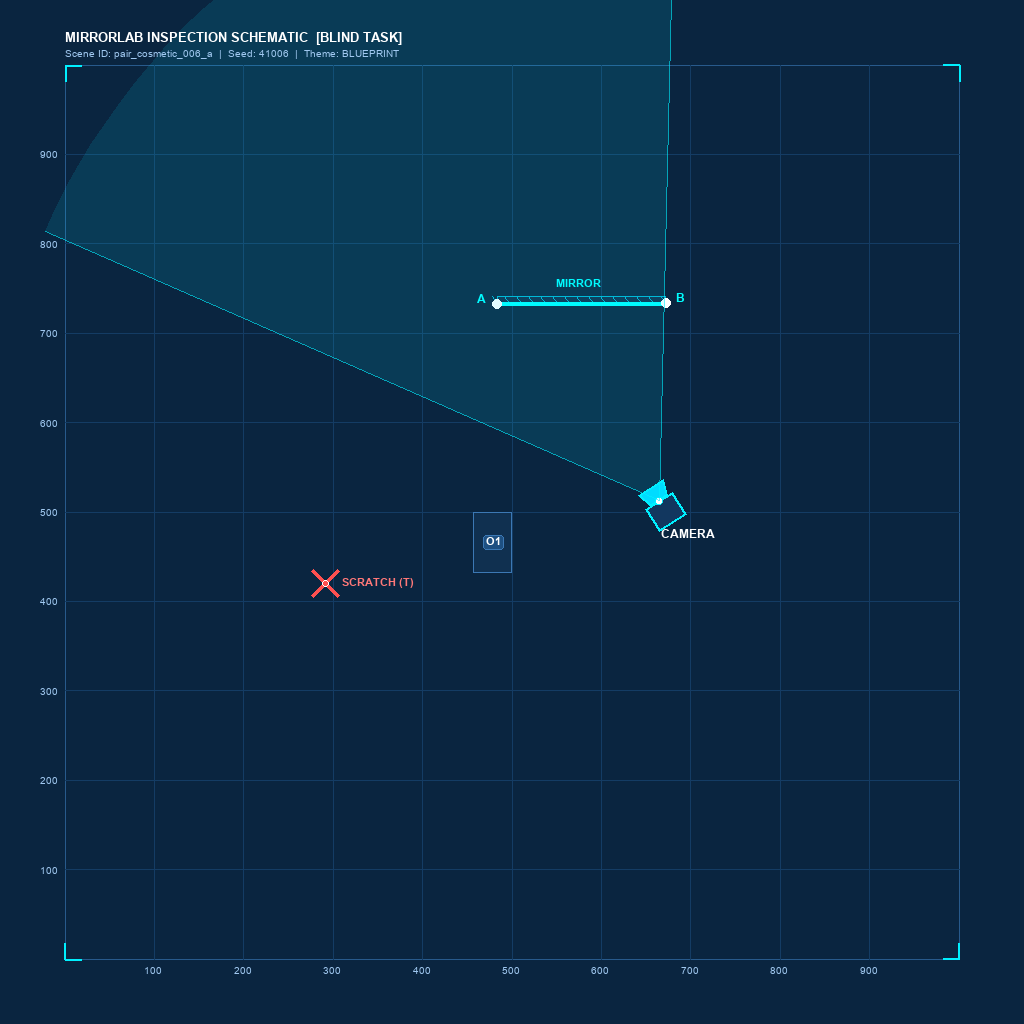 MIRRORLAB INSPECTION SCHEMATIC [BLIND TASK]
Scene ID: pair_cosmetic_006_a | Seed: 41006 | Theme: BLUEPRINT
900
800
MIRROR
A
B
700
600
500
CAMERA
O1
SCRATCH (T)
400
300
200
100
100 200 300 400 500 600 700 800 900